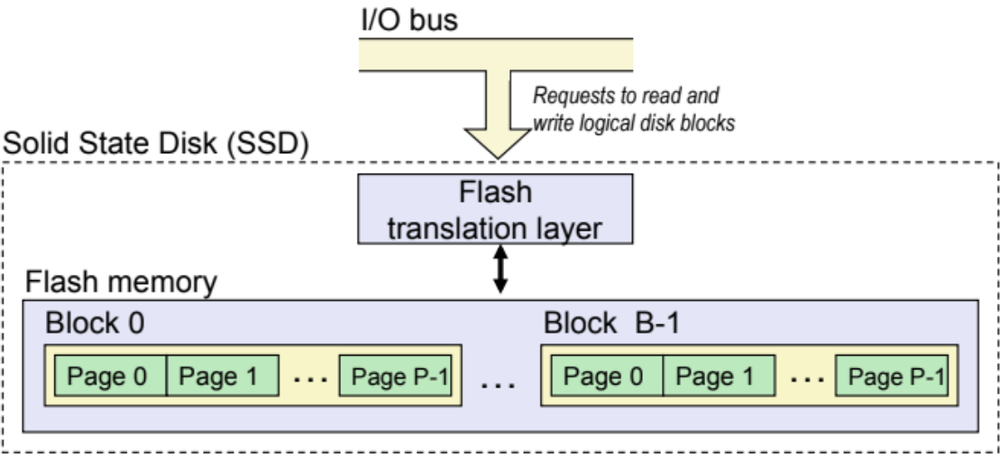 I/O bus
Requests to read and
write logical disk blocks
Solid State Disk (SSD)
Flash
translation layer
Flash memory
Block 0
Block B-1
Page 0 Page 1 ... Page P-1 ... Page 0 Page 1 ... Page P-1